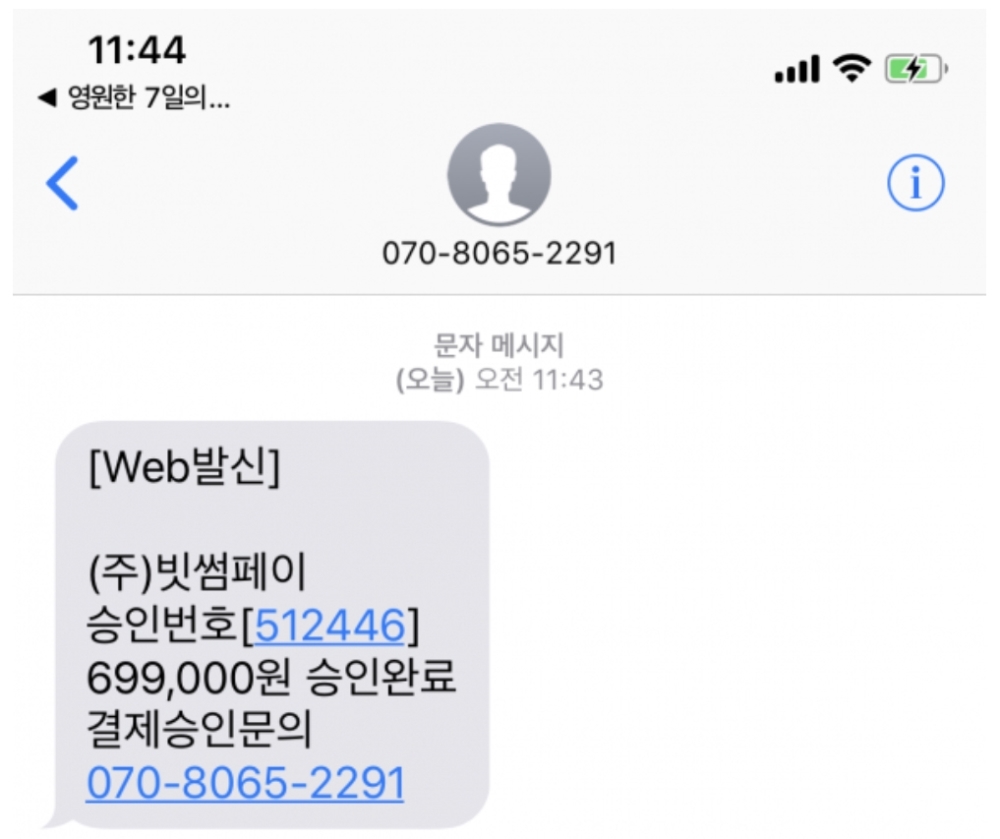 11:44
◀ 영원한 7일의...
070-8065-2291
문자 메시지
(오늘) 오전 11:43
[Web발신]
(주)빗썸페이
승인번호[512446]
699,000원 승인완료
결제승인문의
070-8065-2291